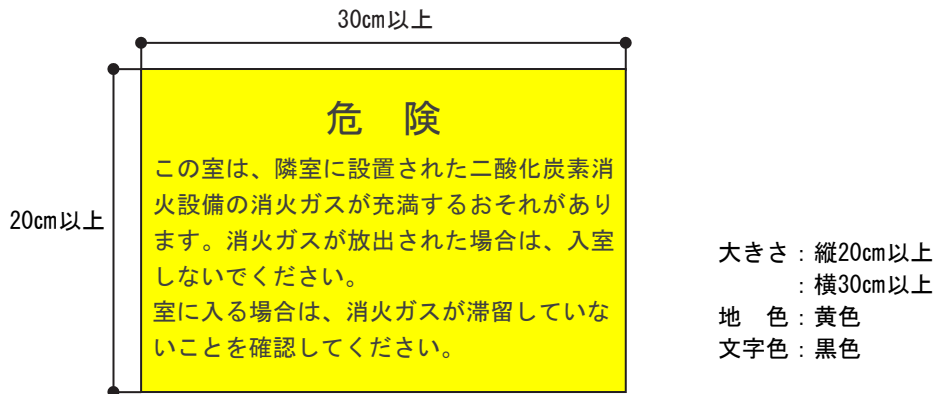 30㎝以上
20㎝以上
危　険
この室は、隣室に設置された二酸化炭素消
火設備の消火ガスが充満するおそれがあり
ます。消火ガスが放出された場合は、入室
しないでください。
室に入る場合は、消火ガスが滞留していな
いことを確認してください。
大きさ：縦20㎝以上
：横30㎝以上
地　色：黄色
文字色：黒色